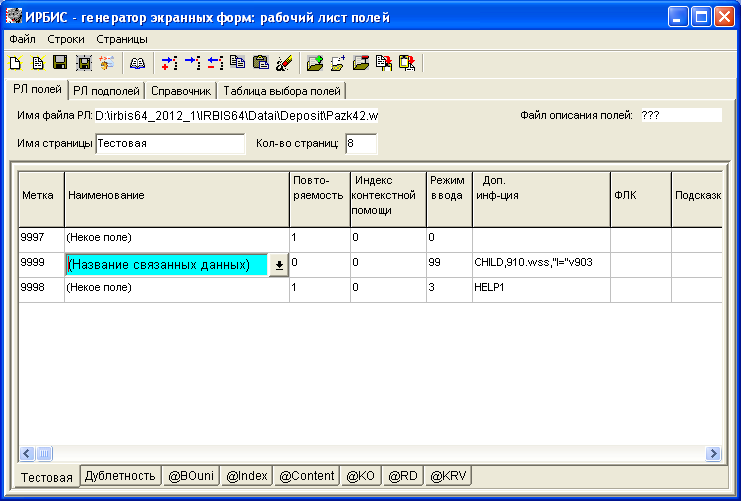 ИРБИС - генератор экранных форм: рабочий лист полей
Файл Строки Страницы
РЛ полей РЛ подполей Справочник Таблица выбора полей
Имя файла РЛ: D:\irbis64_2012_1\IRBIS64\Datai\Deposit\Pazk42.w Файл описания полей: ???
Имя страницы Тестовая Кол-во страниц: 8
Метка Наименование Повто-ряемость Индекс контекстной помощи Режим ввода Доп. инф-ция ФЛК Подсказк
9997 (Некое поле) 1 0 0
9999 (Название связанных данных) 0 0 99 CHILD,910.wss,"I="v903
9998 (Некое поле) 1 0 3 HELP1
Тестовая Дублетность @BOuni @Index @Content @KO @RD @KRV